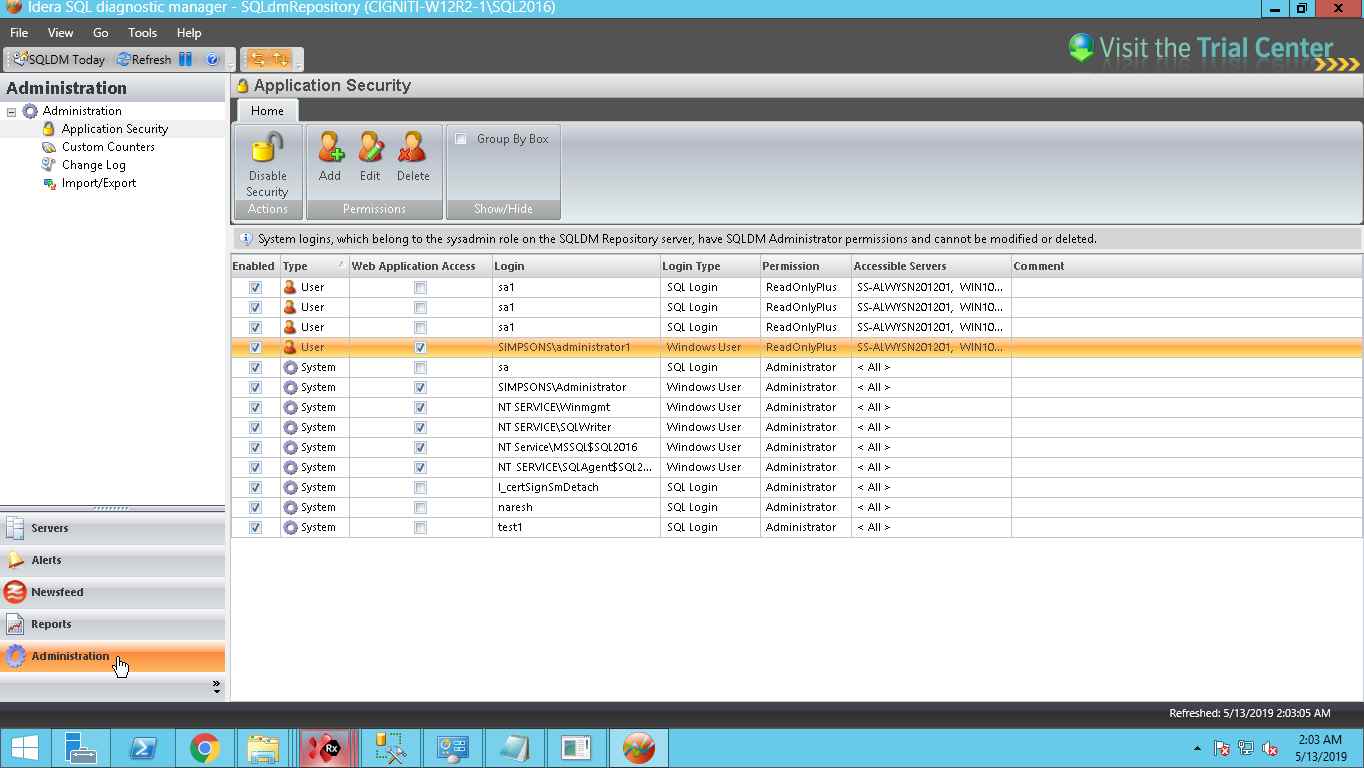 Idera SQL diagnostic manager - SQLdmRepository (CIGNITI-W12R2-1\SQL2016)
File View Go Tools Help
SQLDM Today Refresh
Visit the Trial Center
Administration
Administration
Application Security
Custom Counters
Change Log
Import/Export
Servers
Alerts
Newsfeed
Reports
Administration
Application Security
Home
Disable Security
Actions
Add Edit Delete
Permissions
Group By Box
Show/Hide
System logins, which belong to the sysadmin role on the SQLDM Repository server, have SQLDM Administrator permissions and cannot be modified or deleted.
Enabled Type Web Application Access Login Login Type Permission Accessible Servers Comment
User sa1 SQL Login ReadOnlyPlus SS-ALWYSN201201, WIN10...
User sa1 SQL Login ReadOnlyPlus SS-ALWYSN201201, WIN10...
User sa1 SQL Login ReadOnlyPlus SS-ALWYSN201201, WIN10...
User SIMPSONS\administrator1 Windows User ReadOnlyPlus SS-ALWYSN201201, WIN10...
System sa SQL Login Administrator < All >
System SIMPSONS\Administrator Windows User Administrator < All >
System NT SERVICE\Winmgmt Windows User Administrator < All >
System NT SERVICE\SQLWriter Windows User Administrator < All >
System NT Service\MSSQL$SQL2016 Windows User Administrator < All >
System NT SERVICE\SQLAgent$SQL2... Windows User Administrator < All >
System l_certSignSmDetach SQL Login Administrator < All >
System naresh SQL Login Administrator < All >
System test1 SQL Login Administrator < All >
Refreshed: 5/13/2019 2:03:05 AM
Rx
2:03 AM
5/13/2019